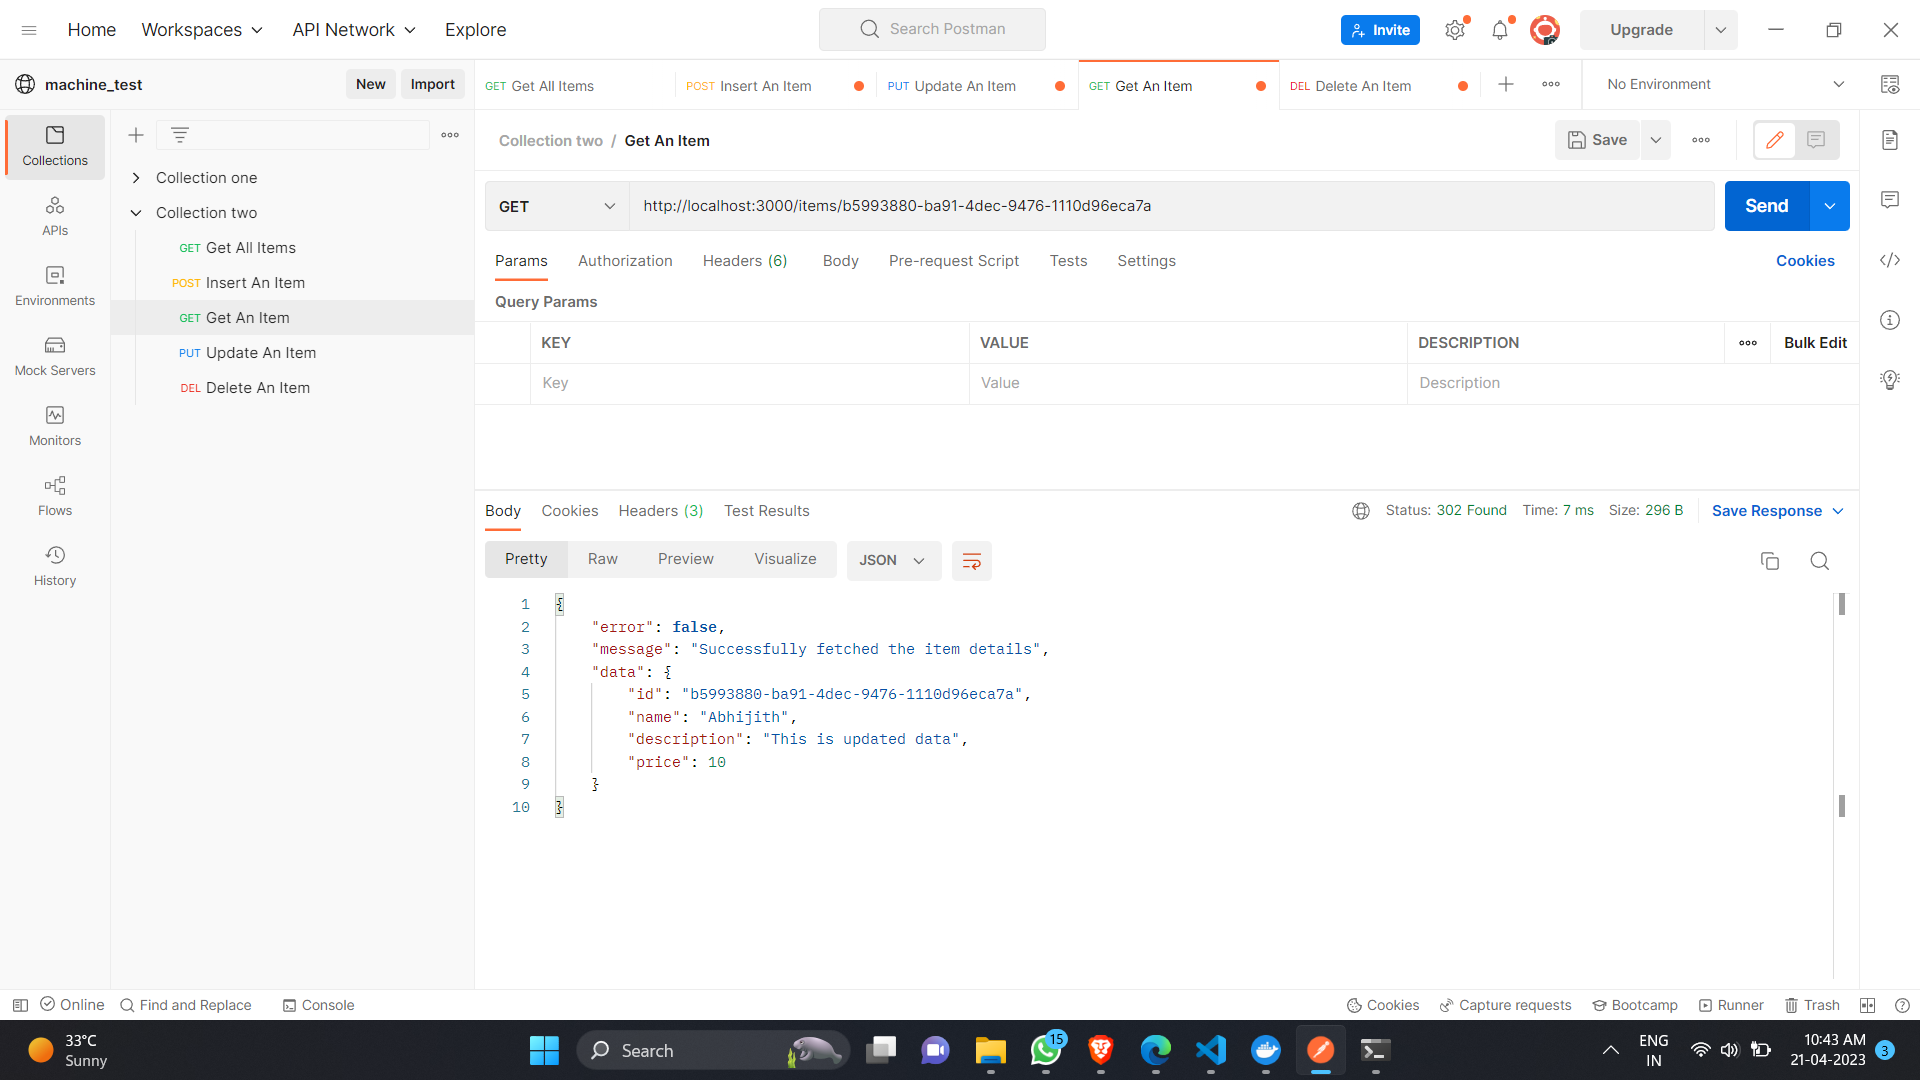 Home
Workspaces
API Network
Explore
Search Postman
Invite
Upgrade
machine_test
New
Import
GET Get All Items
POST Insert An Item
PUT Update An Item
GET Get An Item
DEL Delete An Item
No Environment
Collections
APIs
Environments
Mock Servers
Monitors
Flows
History
Collection one
Collection two
GET Get All Items
POST Insert An Item
GET Get An Item
PUT Update An Item
DEL Delete An Item
Collection two / Get An Item
Save
GET
http://localhost:3000/items/b5993880-ba91-4dec-9476-1110d96eca7a
Send
Params
Authorization
Headers (6)
Body
Pre-request Script
Tests
Settings
Cookies
Query Params
KEY
VALUE
DESCRIPTION
Bulk Edit
Key
Value
Description
Body
Cookies
Headers (3)
Test Results
Status: 302 Found
Time: 7 ms
Size: 296 B
Save Response
Pretty
Raw
Preview
Visualize
JSON
1 {
2 "error": false,
3 "message": "Successfully fetched the item details",
4 "data": {
5 "id": "b5993880-ba91-4dec-9476-1110d96eca7a",
6 "name": "Abhijith",
7 "description": "This is updated data",
8 "price": 10
9 }
10 }
Online
Find and Replace
Console
Cookies
Capture requests
Bootcamp
Runner
Trash
33°C
Sunny
Search
15
ENG
IN
10:43 AM
21-04-2023
3